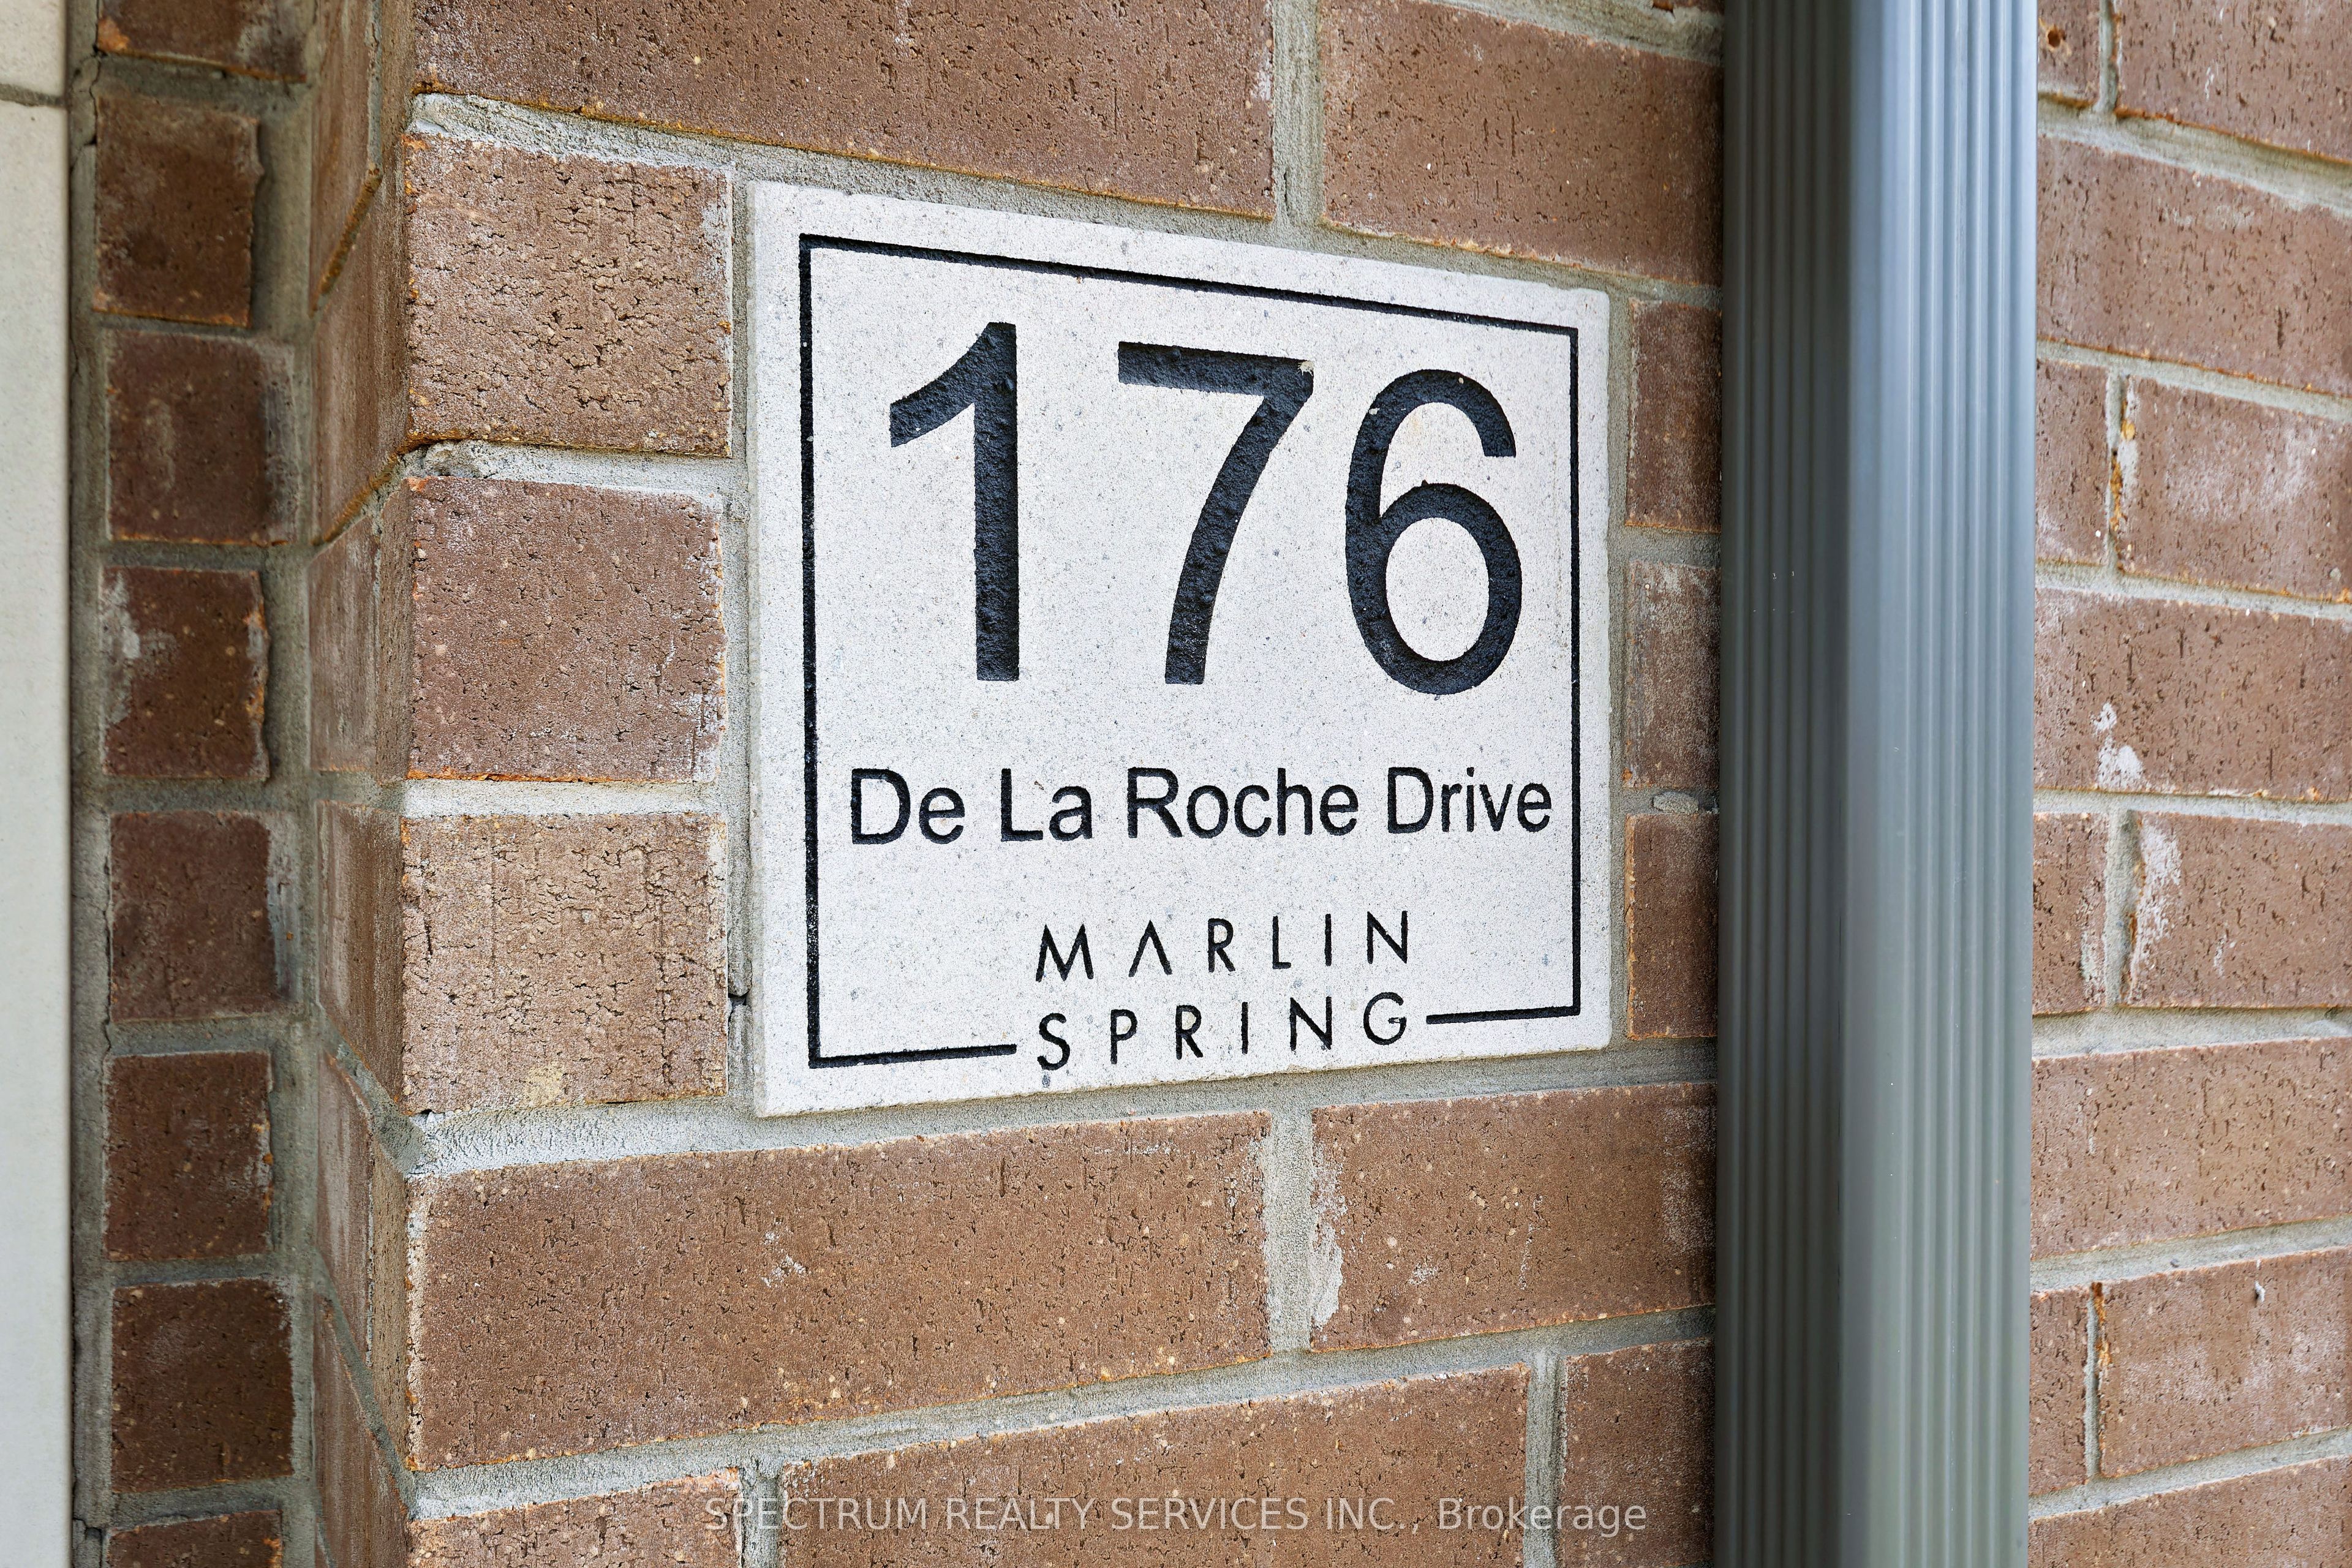 176
De La Roche Drive
MARLIN
SPRING
SPECTRUM REALTY SERVICES INC., Brokerage